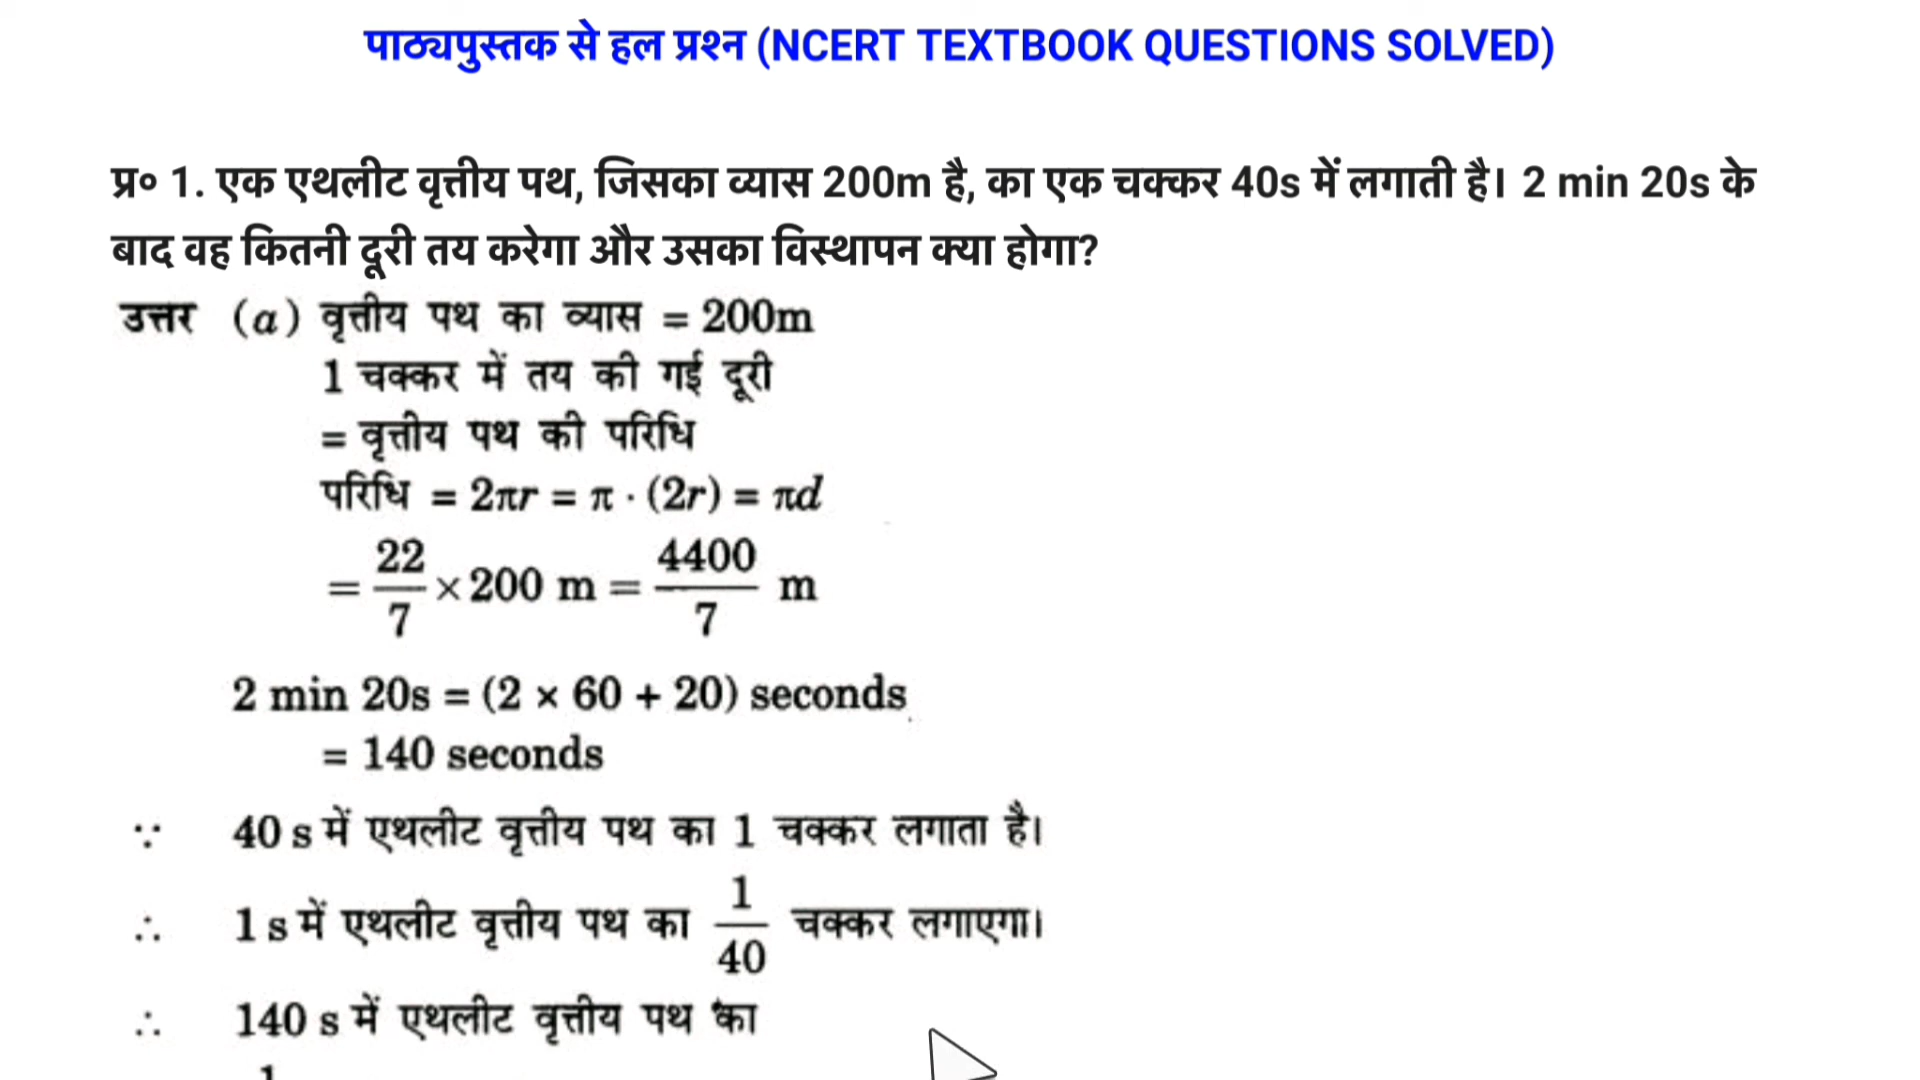 पाठ्यपुस्तक से हल प्रश्न (NCERT TEXTBOOK QUESTIONS SOLVED)
प्र० 1. एक एथलीट वृत्तीय पथ, जिसका व्यास 200m है, का एक चक्कर 40s में लगाती है। 2 min 20s के
बाद वह कितनी दूरी तय करेगा और उसका विस्थापन क्या होगा?
उत्तर (a) वृत्तीय पथ का व्यास = 200m
1 चक्कर में तय की गई दूरी
= वृत्तीय पथ की परिधि
परिधि = 2πr = π · (2r) = πd
= 22/7 × 200 m = 4400/7 m
2 min 20s = (2 × 60 + 20) seconds
= 140 seconds
∵ 40 s में एथलीट वृत्तीय पथ का 1 चक्कर लगाता है।
∴ 1 s में एथलीट वृत्तीय पथ का 1/40 चक्कर लगाएगा।
∴ 140 s में एथलीट वृत्तीय पथ का